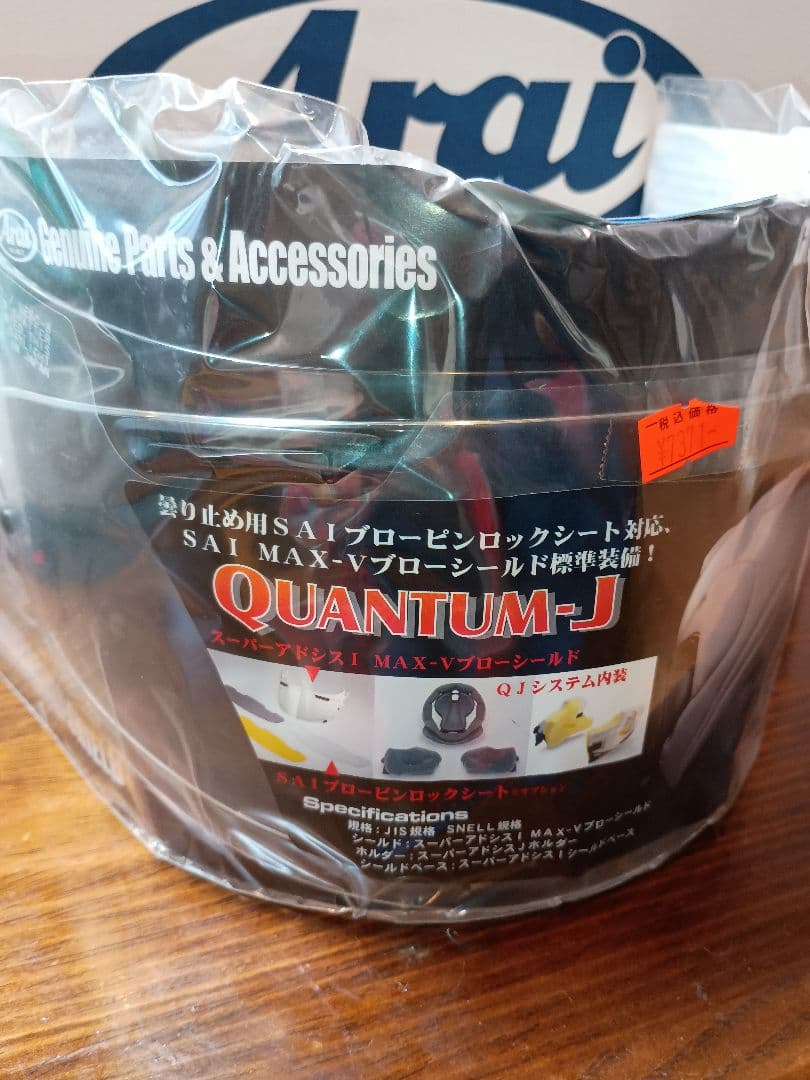 Arai
Arai
Genuine Parts & Accessories
税込価格
¥7371-
曇り止め用SAIブローピンロックシート対応、
SAI MAX-Vブローシールド標準装備！
QUANTUM-J
スーパーアドシスI MAX-Vブローシールド
QJシステム内装
SAIブローピンロックシート※オプション
Specifications
規格：JIS規格 SNELL規格
シールド：スーパーアドシスI MAX-Vブローシールド
ホルダー：スーパーアドシスJホルダー
シールドベース：スーパーアドシスIシールドベース